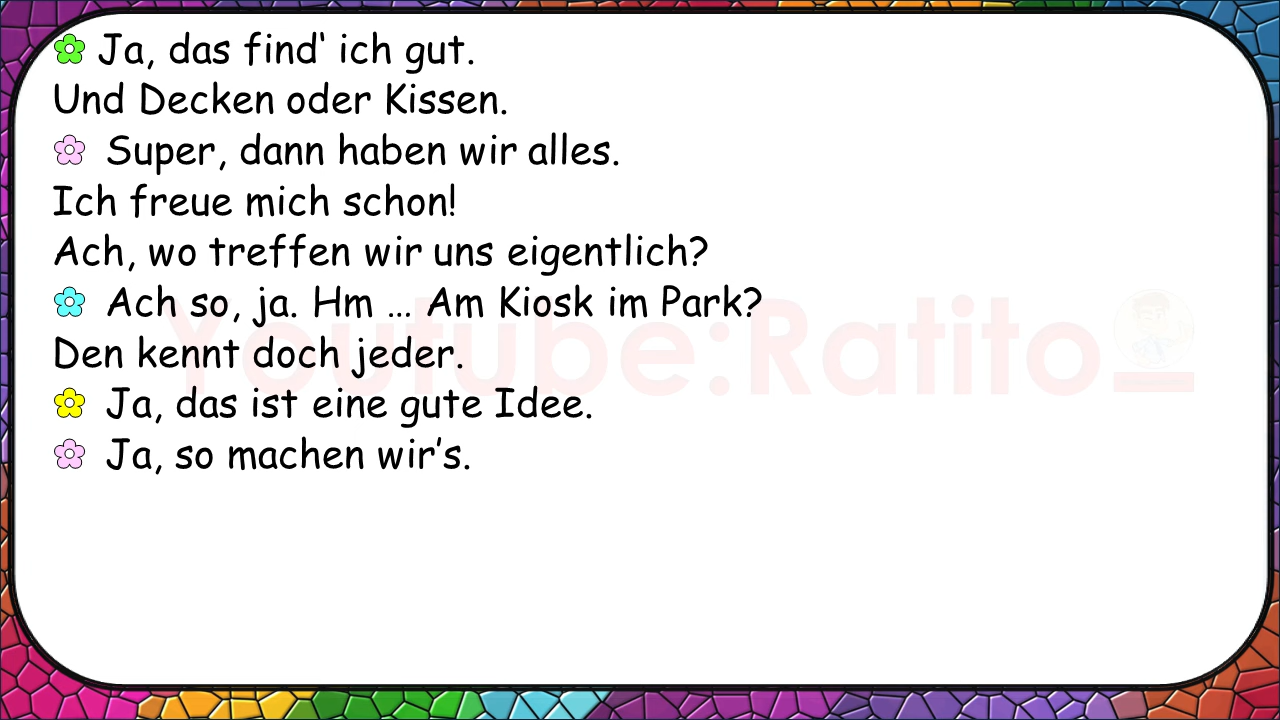 Ja, das find‘ ich gut.
Und Decken oder Kissen.
Super, dann haben wir alles.
Ich freue mich schon!
Ach, wo treffen wir uns eigentlich?
Ach so, ja. Hm … Am Kiosk im Park?
Den kennt doch jeder.
Ja, das ist eine gute Idee.
Ja, so machen wir’s.
Youtube:Ratito